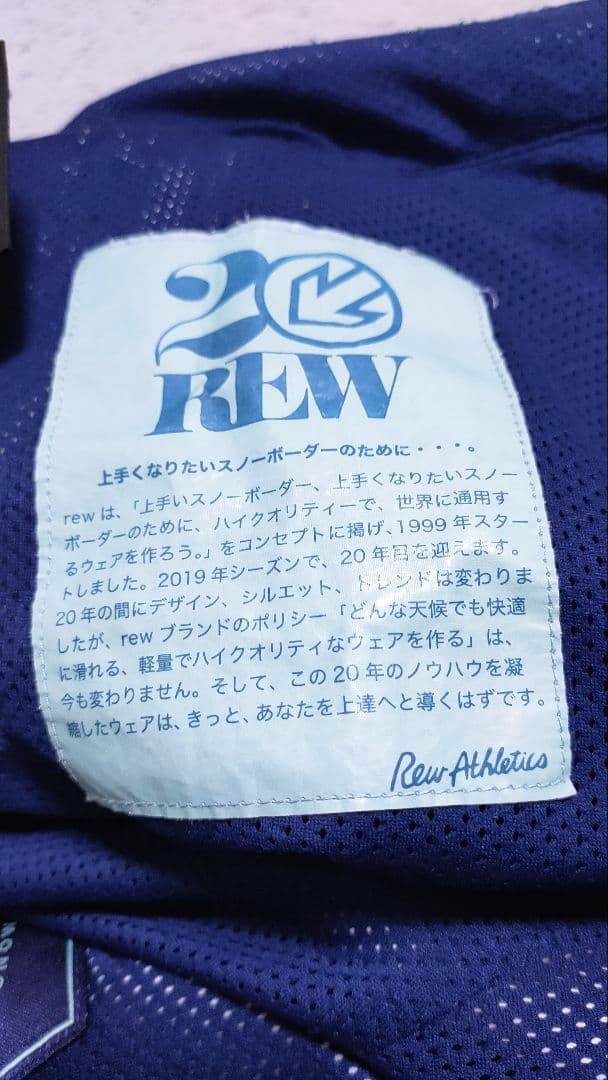 20
REW
上手くなりたいスノーボーダーのために・・・。
rewは、「上手いスノーボーダー、上手くなりたいスノー
ボーダーのために、ハイクオリティーで、世界に通用す
るウェアを作ろう。」をコンセプトに掲げ、1999年スター
トしました。2019年シーズンで、20年目を迎えます。
20年の間にデザイン、シルエット、トレンドは変わりま
したが、rewブランドのポリシー「どんな天候でも快適
に滑れる、軽量でハイクオリティなウェアを作る」は、
今も変わりません。そして、この20年のノウハウを凝
縮したウェアは、きっと、あなたを上達へと導くはずです。
Rew Athletics